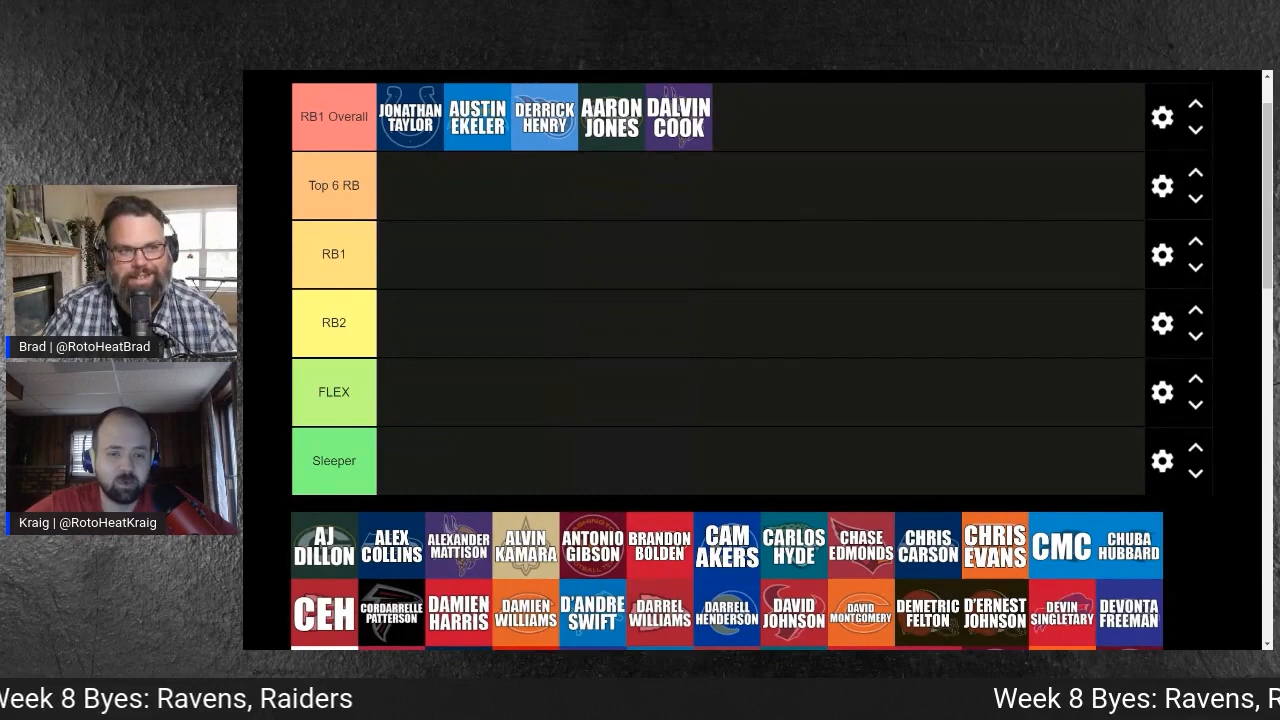 RB1 Overall
JONATHAN TAYLOR
AUSTIN EKELER
DERRICK HENRY
AARON JONES
DALVIN COOK
Top 6 RB
RB1
RB2
FLEX
Sleeper
Brad | @RotoHeatBrad
Kraig | @RotoHeatKraig
AJ DILLON
ALEX COLLINS
ALEXANDER MATTISON
ALVIN KAMARA
ANTONIO GIBSON
BRANDON BOLDEN
CAM AKERS
CARLOS HYDE
CHASE EDMONDS
CHRIS CARSON
CHRIS EVANS
CMC
CHUBA HUBBARD
CEH
CORDARRELLE PATTERSON
DAMIEN HARRIS
DAMIEN WILLIAMS
D'ANDRE SWIFT
DARREL WILLIAMS
DARRELL HENDERSON
DAVID JOHNSON
DAVID MONTGOMERY
DEMETRIC FELTON
D'ERNEST JOHNSON
DEVIN SINGLETARY
DEVONTA FREEMAN
Week 8 Byes: Ravens, Raiders
Week 8 Byes: Ravens, R